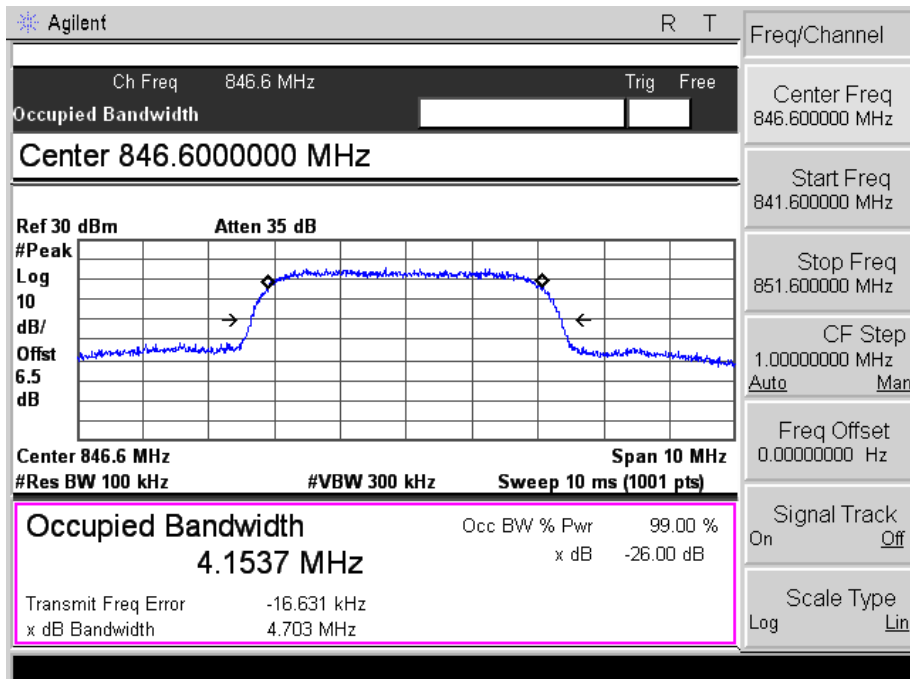 Agilent R T
Ch Freq 846.6 MHz Trig Free
Occupied Bandwidth
Center 846.6000000 MHz
Ref 30 dBm Atten 35 dB
#Peak
Log
10
dB/
Offst
6.5
dB
Center 846.6 MHz Span 10 MHz
#Res BW 100 kHz #VBW 300 kHz Sweep 10 ms (1001 pts)
Occupied Bandwidth Occ BW % Pwr 99.00 %
4.1537 MHz x dB -26.00 dB
Transmit Freq Error -16.631 kHz
x dB Bandwidth 4.703 MHz
Freq/Channel
Center Freq
846.600000 MHz
Start Freq
841.600000 MHz
Stop Freq
851.600000 MHz
CF Step
1.00000000 MHz
Auto Man
Freq Offset
0.00000000 Hz
Signal Track
On Off
Scale Type
Log Lin